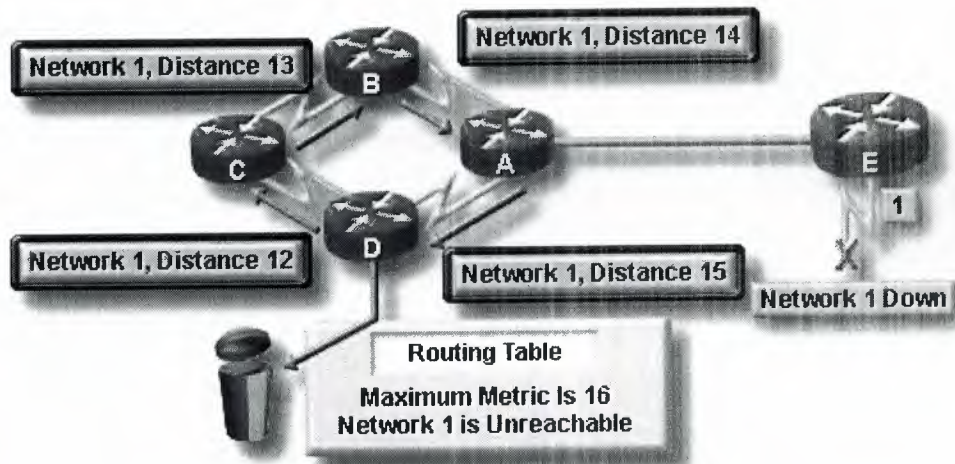 Network 1, Distance 13
Network 1, Distance 14
B
C
A
E
1
D
Network 1, Distance 12
Network 1, Distance 15
Network 1 Down
Routing Table
Maximum Metric Is 16
Network 1 is Unreachable